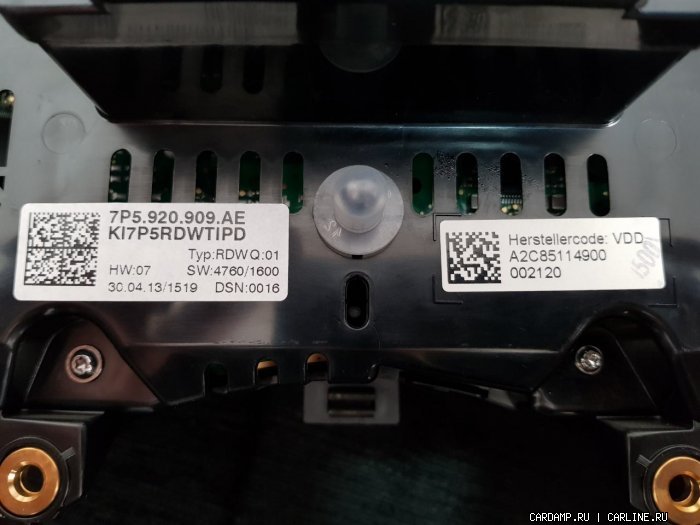 7P5.920.909.AE
KI7P5RDWTIPD
Typ:RDW Q:01
HW:07 SW:4760/1600
30.04.13/1519 DSN:0016
Herstellercode: VDD
A2C85114900
002120
CARDAMP.RU | CARLINE.RU